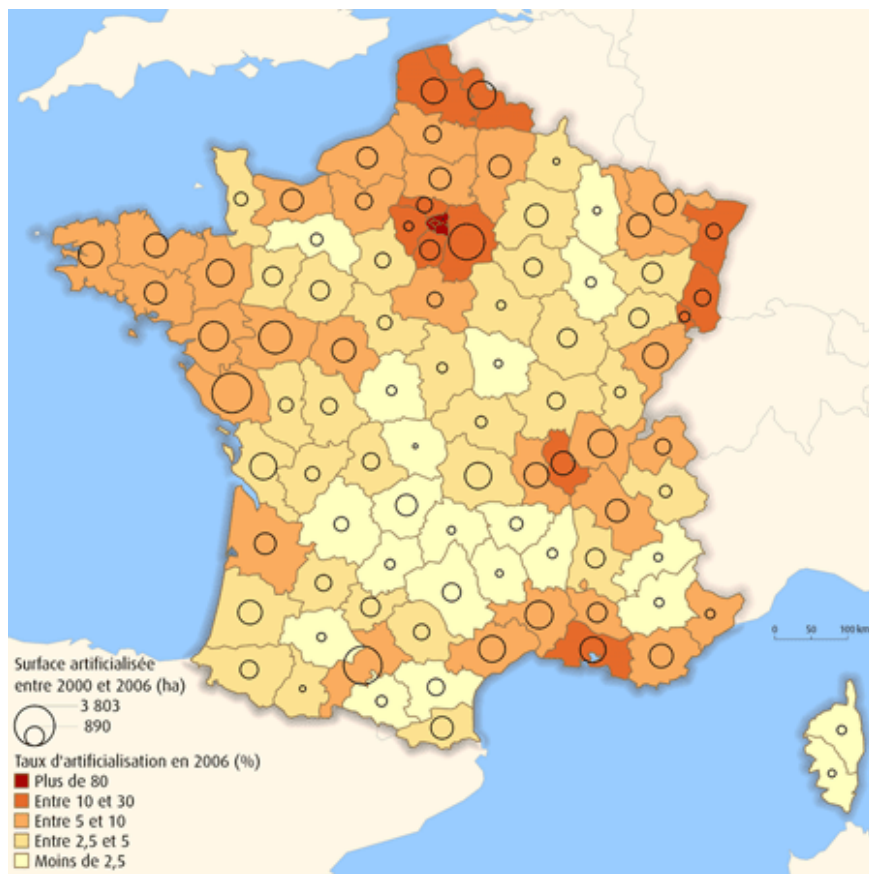 0 50 100 km
Surface artificialisée
entre 2000 et 2006 (ha)
3 803
890
Taux d'artificialisation en 2006 (%)
Plus de 80
Entre 10 et 30
Entre 5 et 10
Entre 2,5 et 5
Moins de 2,5